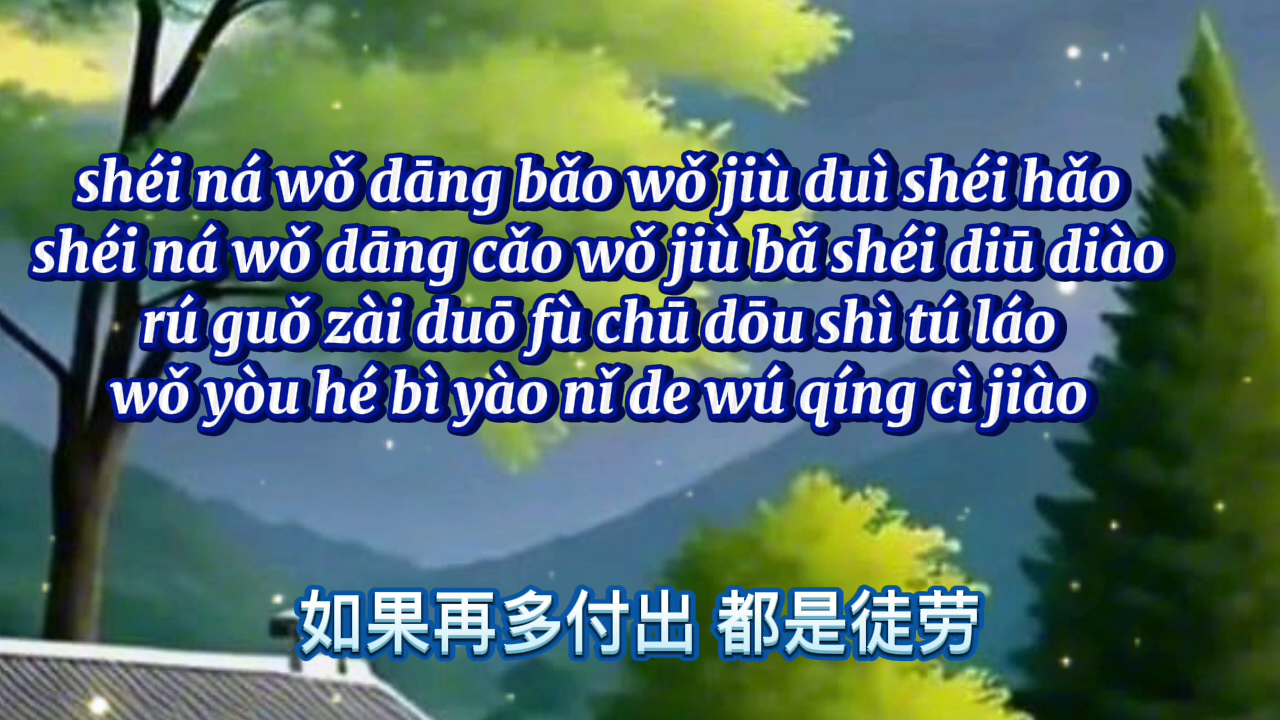 shéi ná wǒ dāng bǎo wǒ jiù duì shéi hǎo
shéi ná wǒ dāng cǎo wǒ jiù bǎ shéi diū diào
rú guǒ zài duō fù chū dōu shì tú láo
wǒ yòu hé bì yào nǐ de wú qíng cì jiào
如果再多付出 都是徒劳